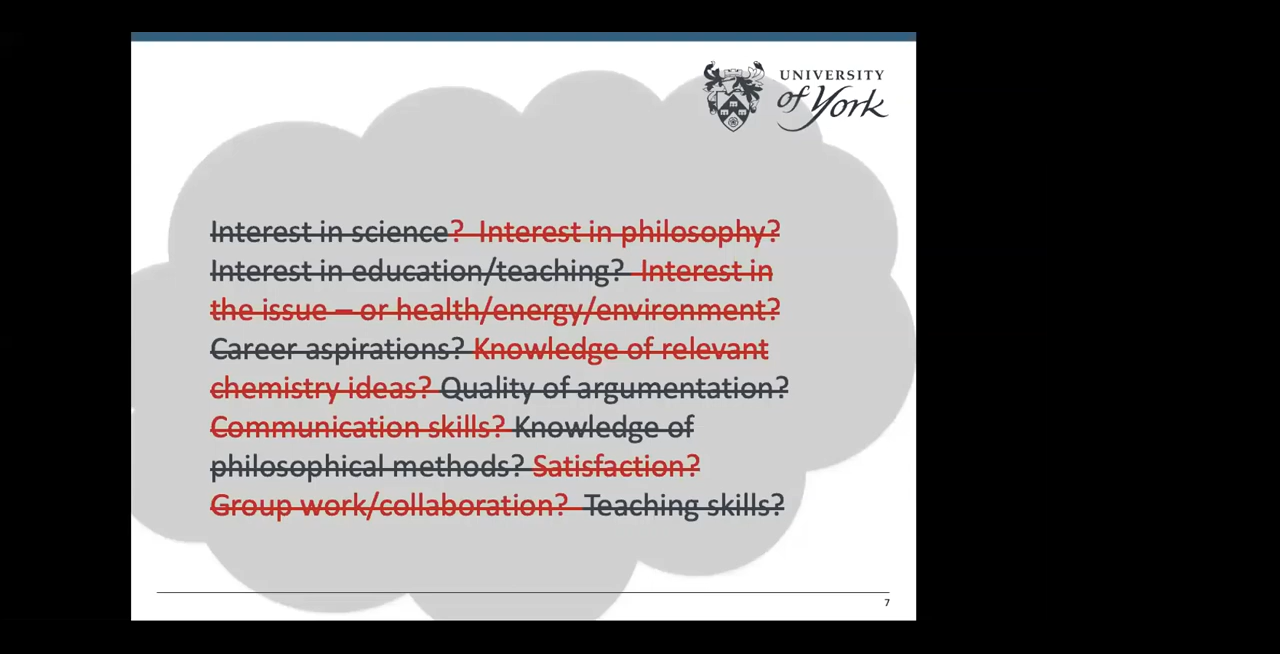 UNIVERSITY
of York
Interest in science? Interest in philosophy?
Interest in education/teaching? Interest in
the issue – or health/energy/environment?
Career aspirations? Knowledge of relevant
chemistry ideas? Quality of argumentation?
Communication skills? Knowledge of
philosophical methods? Satisfaction?
Group work/collaboration? Teaching skills?
7